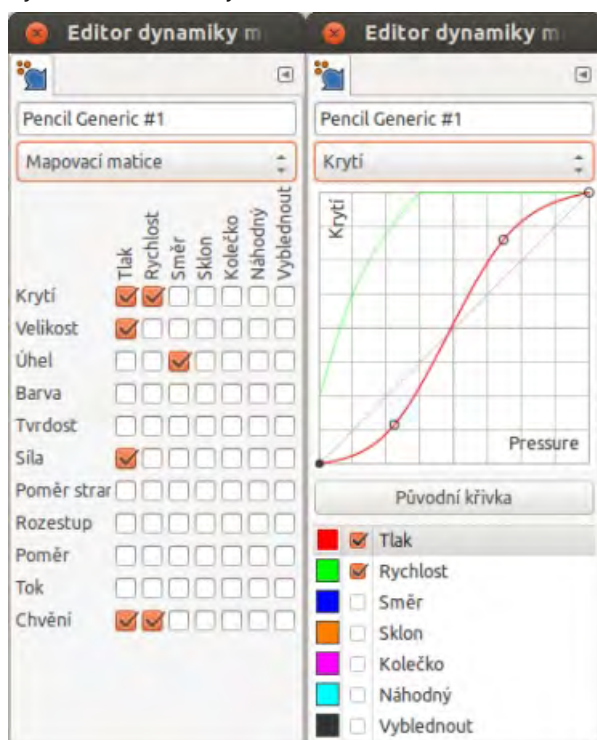 Editor dynamiky m
Pencil Generic #1
Mapovací matice
Tlak
Rychlost
Směr
Sklon
Kolečko
Náhodný
Vyblednout
Krytí
Velikost
Úhel
Barva
Tvrdost
Síla
Poměr strar
Rozestup
Poměr
Tok
Chvění
Editor dynamiky m
Pencil Generic #1
Krytí
Krytí
Pressure
Původní křivka
Tlak
Rychlost
Směr
Sklon
Kolečko
Náhodný
Vyblednout